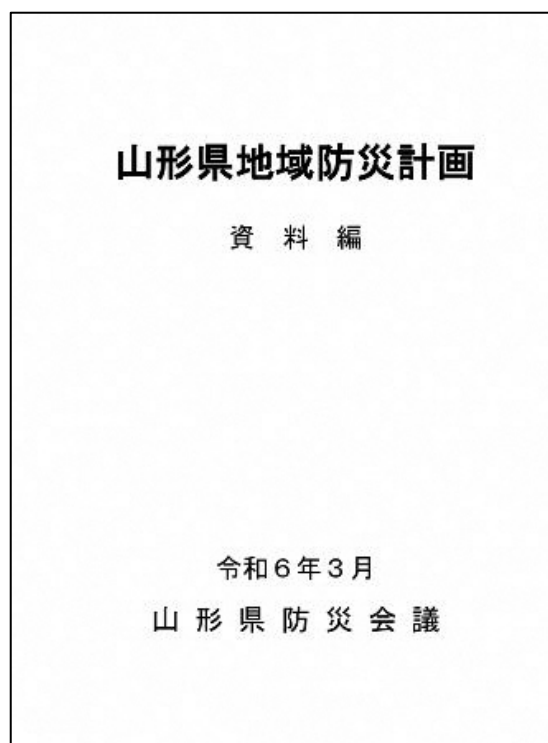 山形県地域防災計画
資 料 編
令和６年３月
山 形 県 防 災 会 議